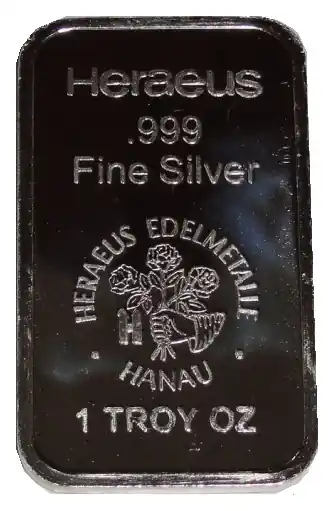 Heraeus
.999
Fine Silver
HERAEUS EDELMETALLE
H
HANAU
1 TROY OZ